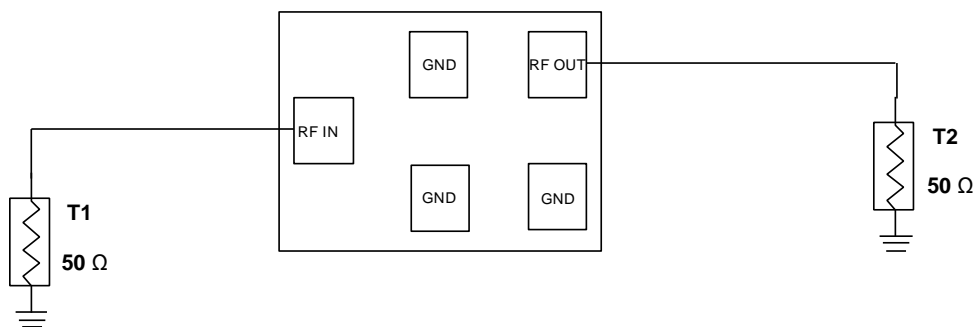 GND
RF OUT
RF IN
T2
50 Ω
GND
GND
T1
50 Ω